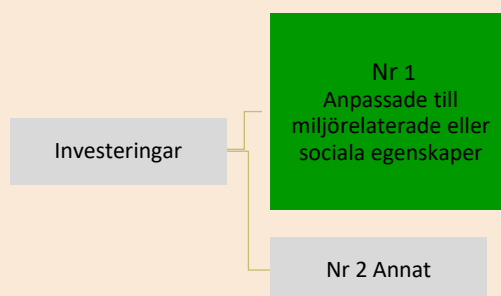 Nr 1
Anpassade till
miljörelaterade eller
sociala egenskaper
Investeringar
Nr 2 Annat